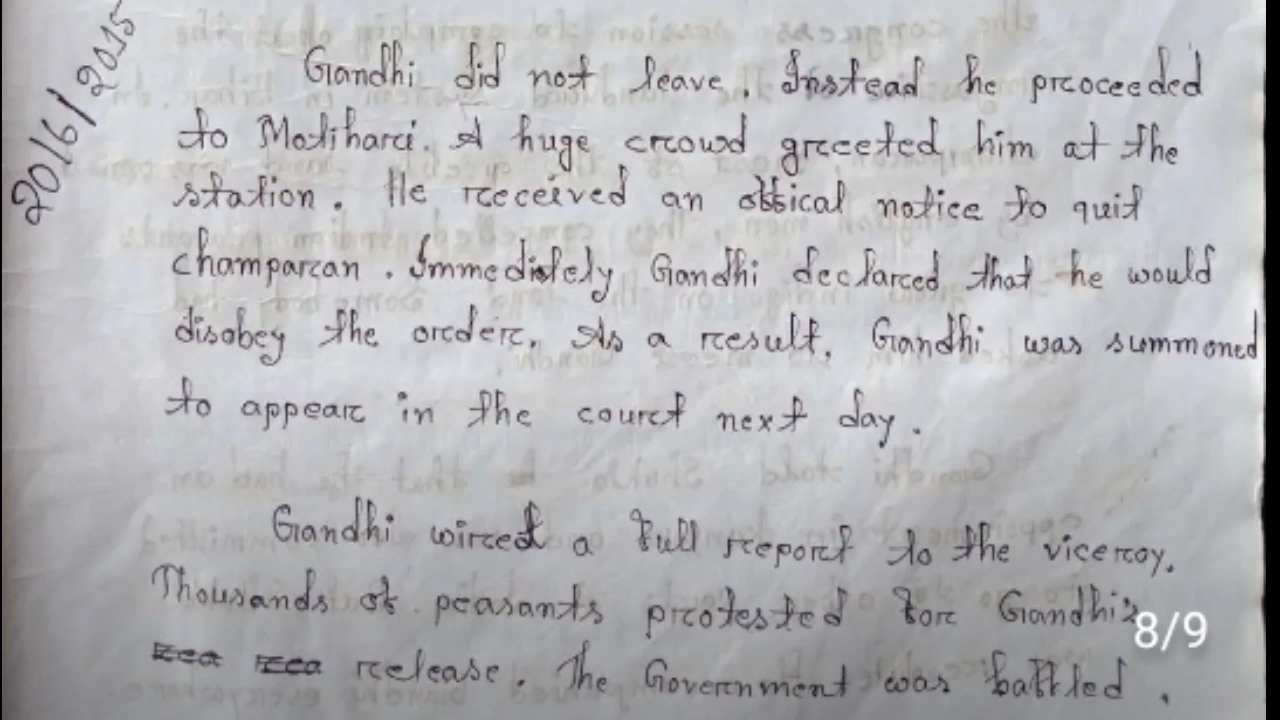 20/6/2015
Gandhi did not leave. Instead he proceeded
to Motihari. A huge crowd greeted him at the
station. He received an offical notice to quit
champaran. Immediately Gandhi declared that he would
disobey the order. As a result, Gandhi was summoned
to appear in the court next day.
Gandhi wired a full report to the viceroy.
Thousands of peasants protested for Gandhi's
release. The Government was baffled.
8/9